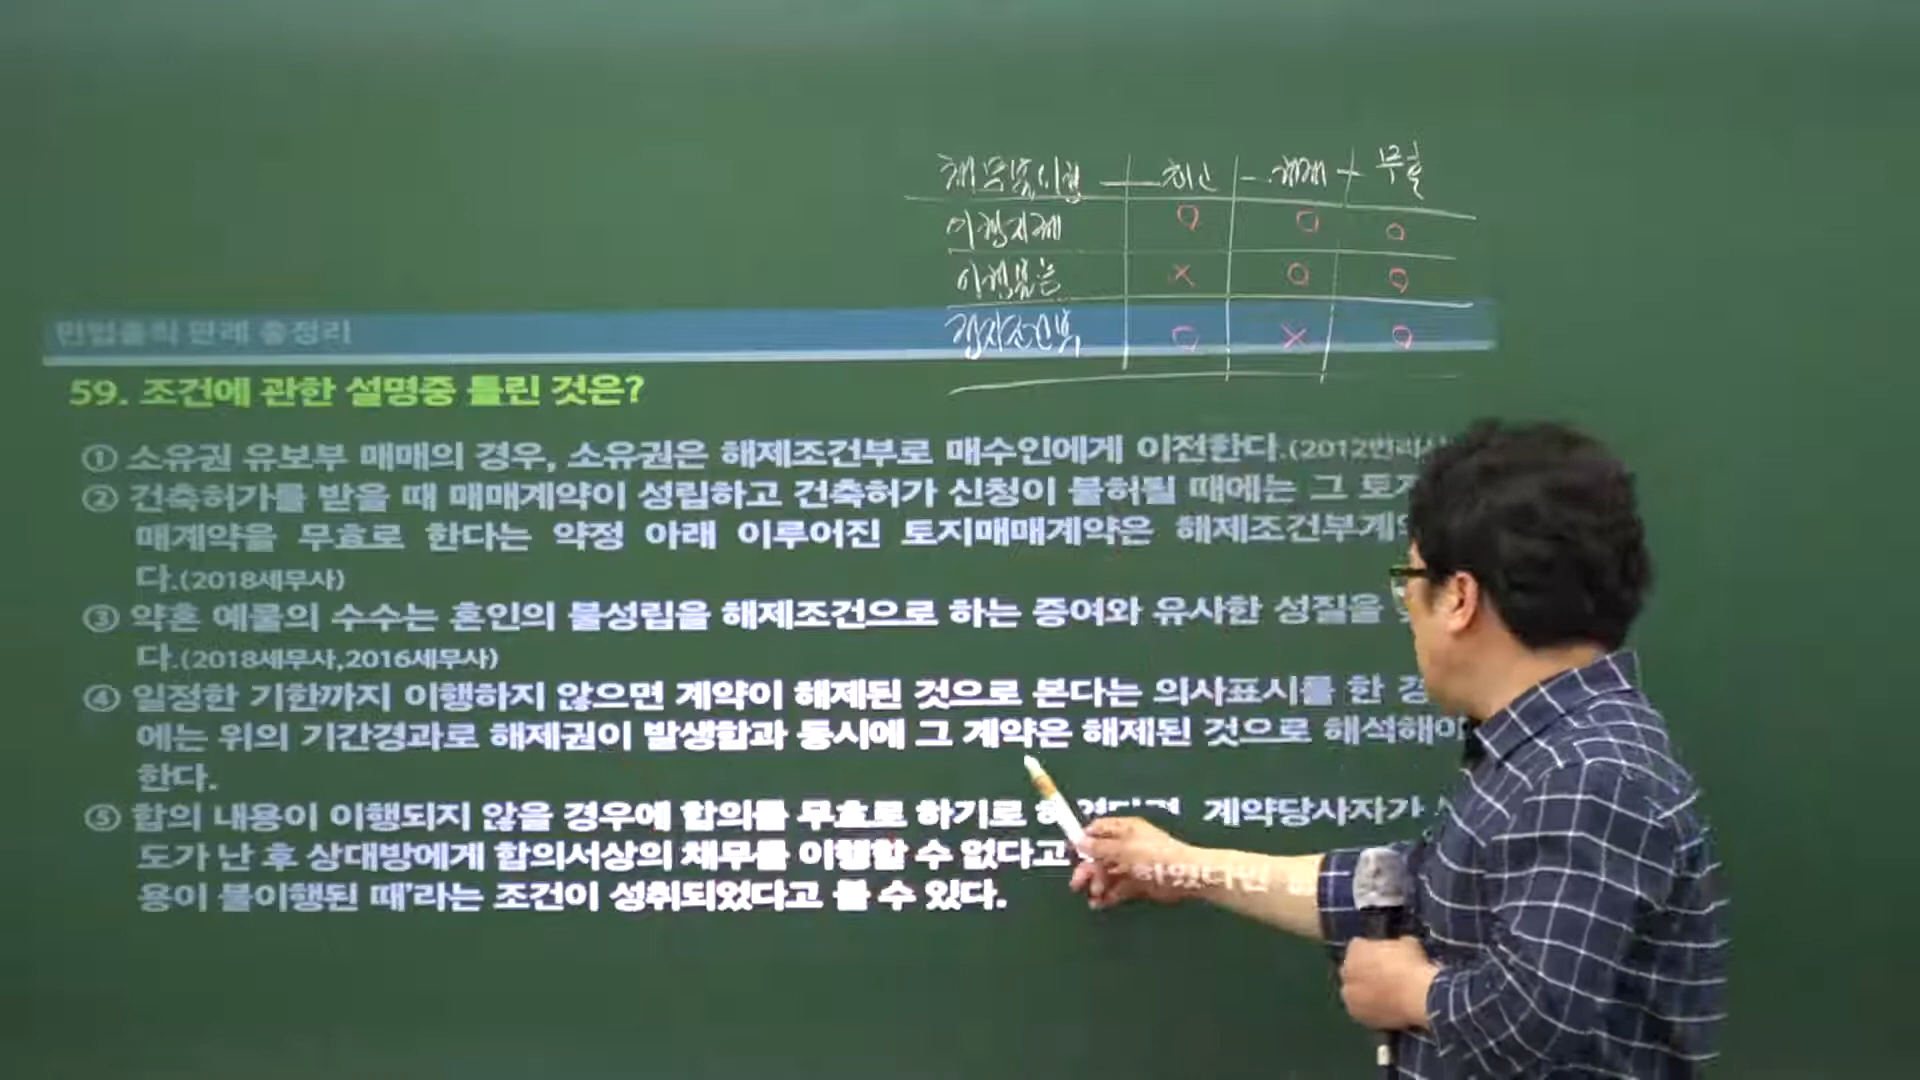 채무불이행 최고 해제 무효
이행지체 O O O
이행불능 X O O
정지조건부 O X O
민법총칙 판례 총정리
59. 조건에 관한 설명중 틀린 것은?
① 소유권 유보부 매매의 경우, 소유권은 해제조건부로 매수인에게 이전한다.(2012변리사
② 건축허가를 받을 때 매매계약이 성립하고 건축허가 신청이 불허될 때에는 그 토지
매계약을 무효로 한다는 약정 아래 이루어진 토지매매계약은 해제조건부계약
다.(2018세무사)
③ 약혼 예물의 수수는 혼인의 불성립을 해제조건으로 하는 증여와 유사한 성질을
다.(2018세무사,2016세무사)
④ 일정한 기한까지 이행하지 않으면 계약이 해제된 것으로 본다는 의사표시를 한 경
에는 위의 기간경과로 해제권이 발생함과 동시에 그 계약은 해제된 것으로 해석해야
한다.
⑤ 합의 내용이 이행되지 않을 경우에 합의를 무효로 하기로 하였다면, 계약당사자가
도가 난 후 상대방에게 합의서상의 채무를 이행할 수 없다고 하였다면
용이 불이행된 때'라는 조건이 성취되었다고 볼 수 있다.